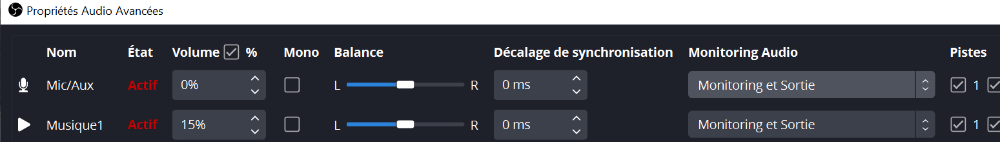 Propriétés Audio Avancées
Nom État Volume % Mono Balance Décalage de synchronisation Monitoring Audio Pistes
Mic/Aux Actif 0% L R 0 ms Monitoring et Sortie 1
Musique1 Actif 15% L R 0 ms Monitoring et Sortie 1